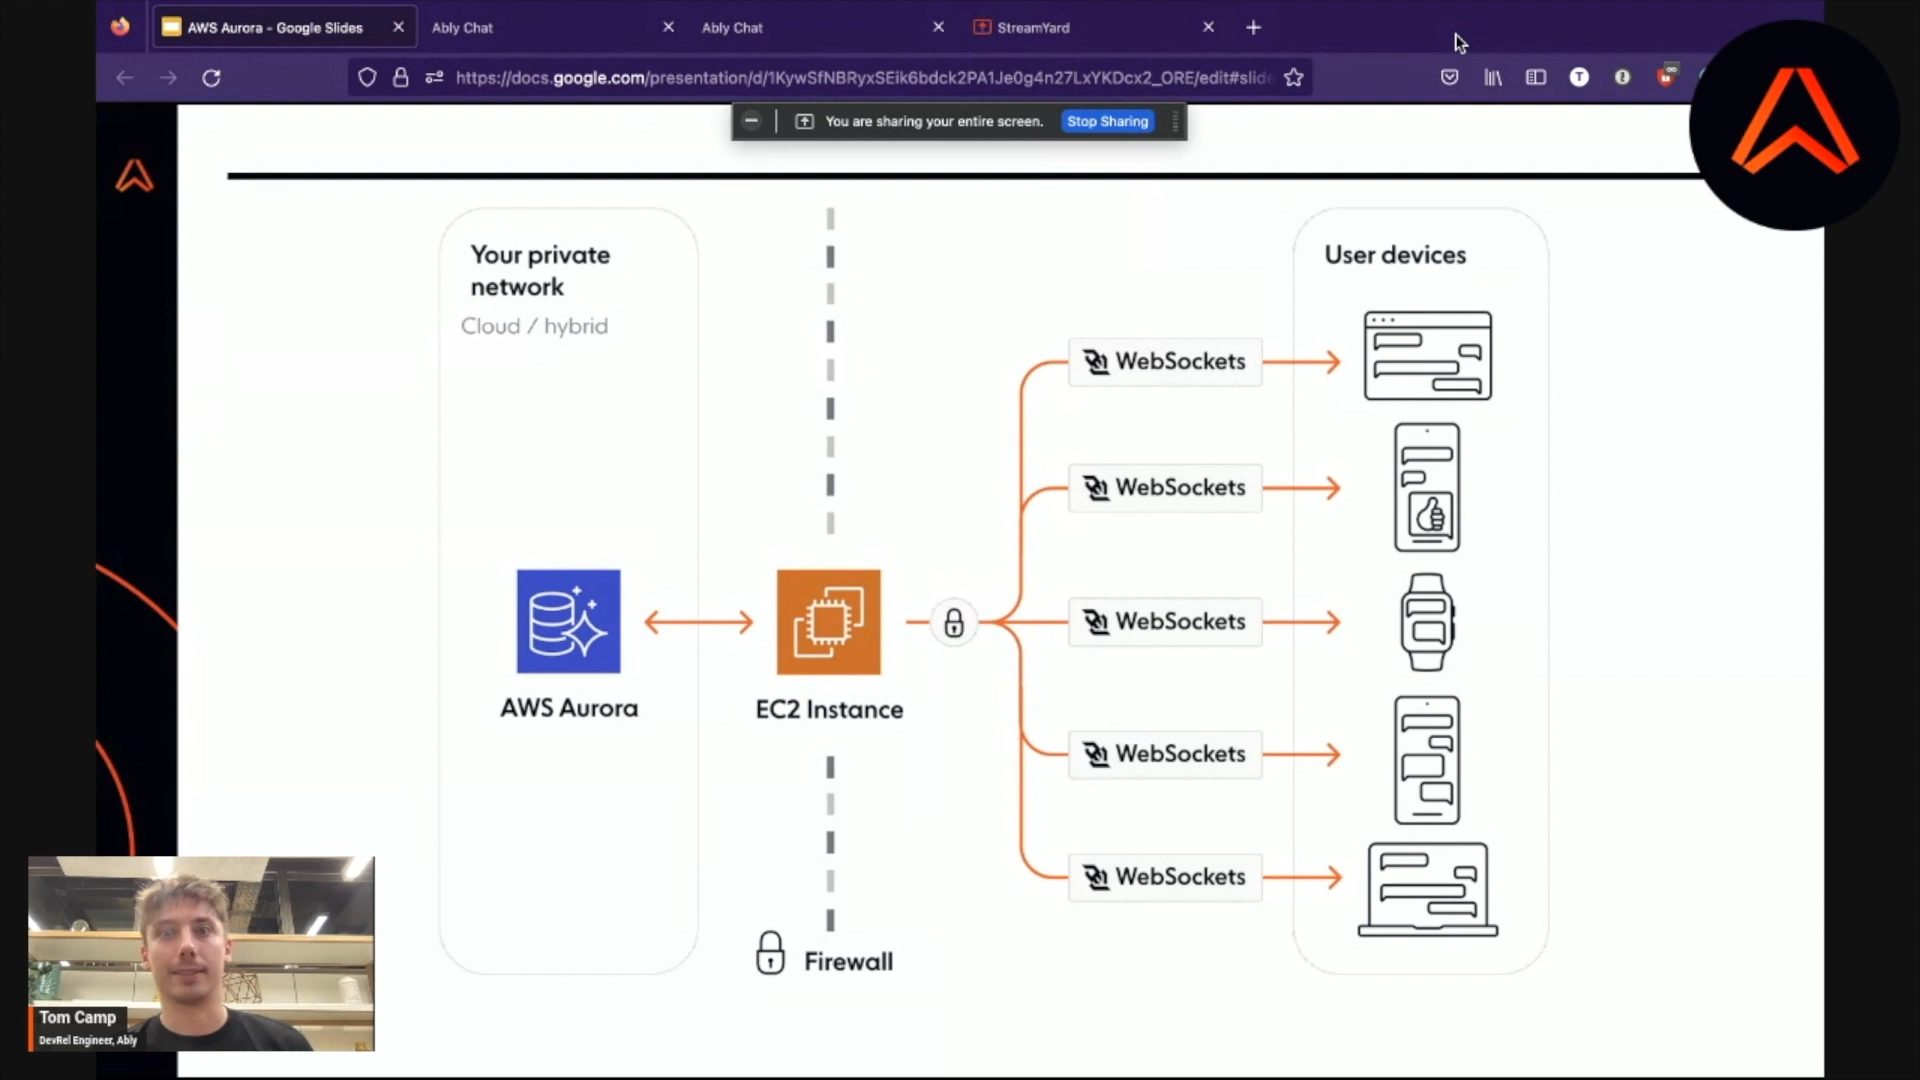 AWS Aurora - Google Slides
Ably Chat
Ably Chat
StreamYard
https://docs.google.com/presentation/d/1KywSfNBRyxSEik6bdck2PA1Je0g4n27LxYKDcx2_ORE/edit#slide
You are sharing your entire screen.
Stop Sharing
Your private
network
Cloud / hybrid
User devices
WebSockets
WebSockets
WebSockets
WebSockets
WebSockets
AWS Aurora
EC2 Instance
Firewall
Tom Camp
DevRel Engineer, Ably